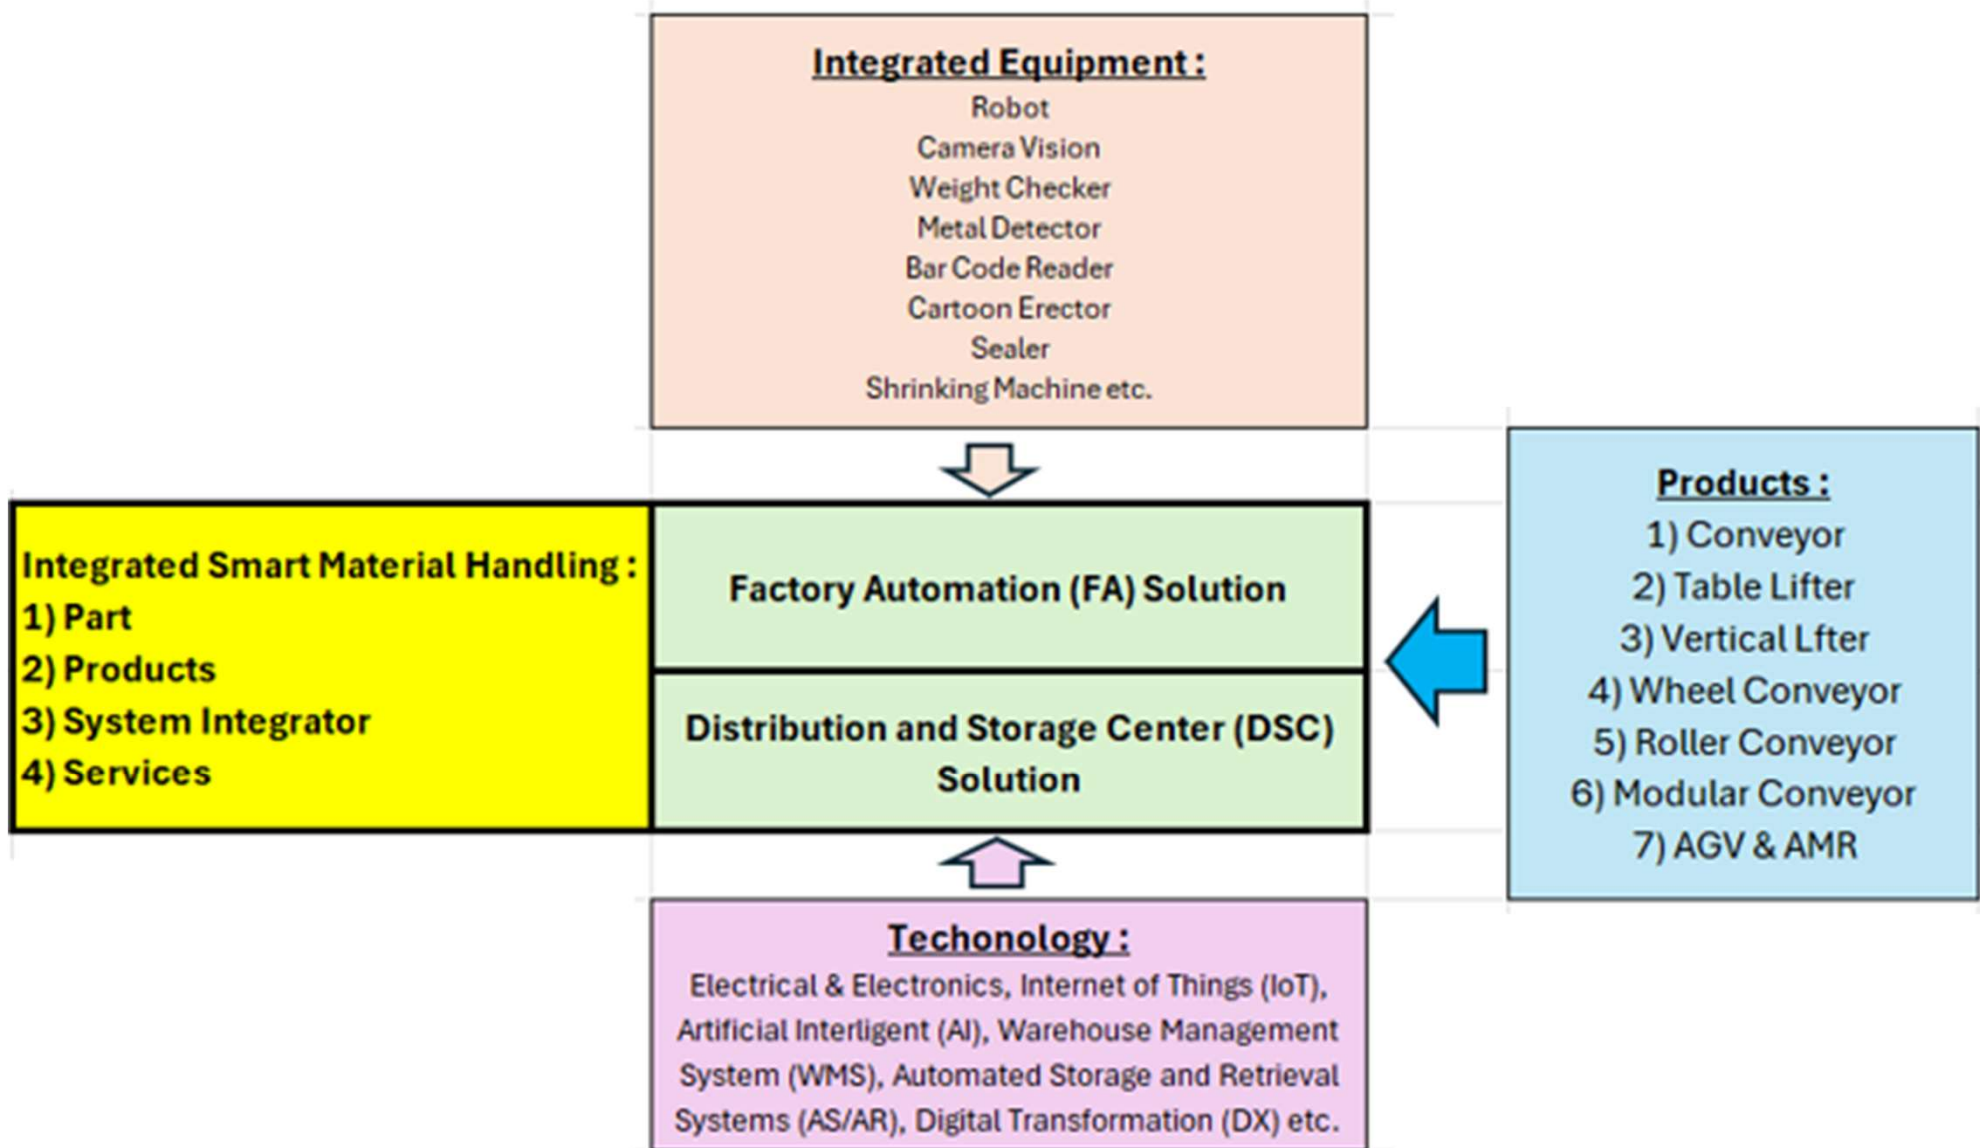 Integrated Equipment :
Robot
Camera Vision
Weight Checker
Metal Detector
Bar Code Reader
Cartoon Erector
Sealer
Shrinking Machine etc.
Integrated Smart Material Handling :
1) Part
2) Products
3) System Integrator
4) Services
Factory Automation (FA) Solution
Distribution and Storage Center (DSC)
Solution
Products :
1) Conveyor
2) Table Lifter
3) Vertical Lfter
4) Wheel Conveyor
5) Roller Conveyor
6) Modular Conveyor
7) AGV & AMR
Techonology :
Electrical & Electronics, Internet of Things (IoT),
Artificial Interligent (AI), Warehouse Management
System (WMS), Automated Storage and Retrieval
Systems (AS/AR), Digital Transformation (DX) etc.